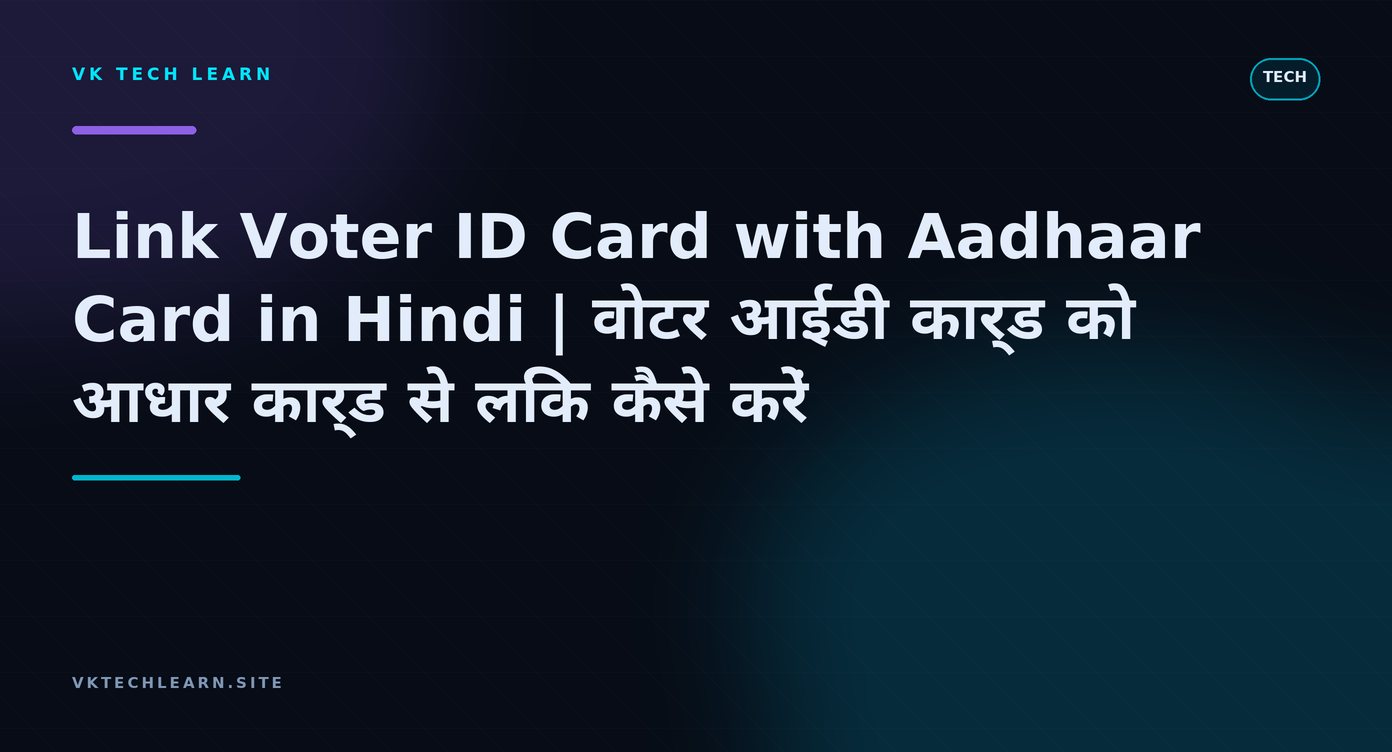 VK TECH LEARN
TECH
Link Voter ID Card with Aadhaar
Card in Hindi | वोटर आईडी कार्ड को
आधार कार्ड से लिंक कैसे करें
VKTECHLEARN.SITE